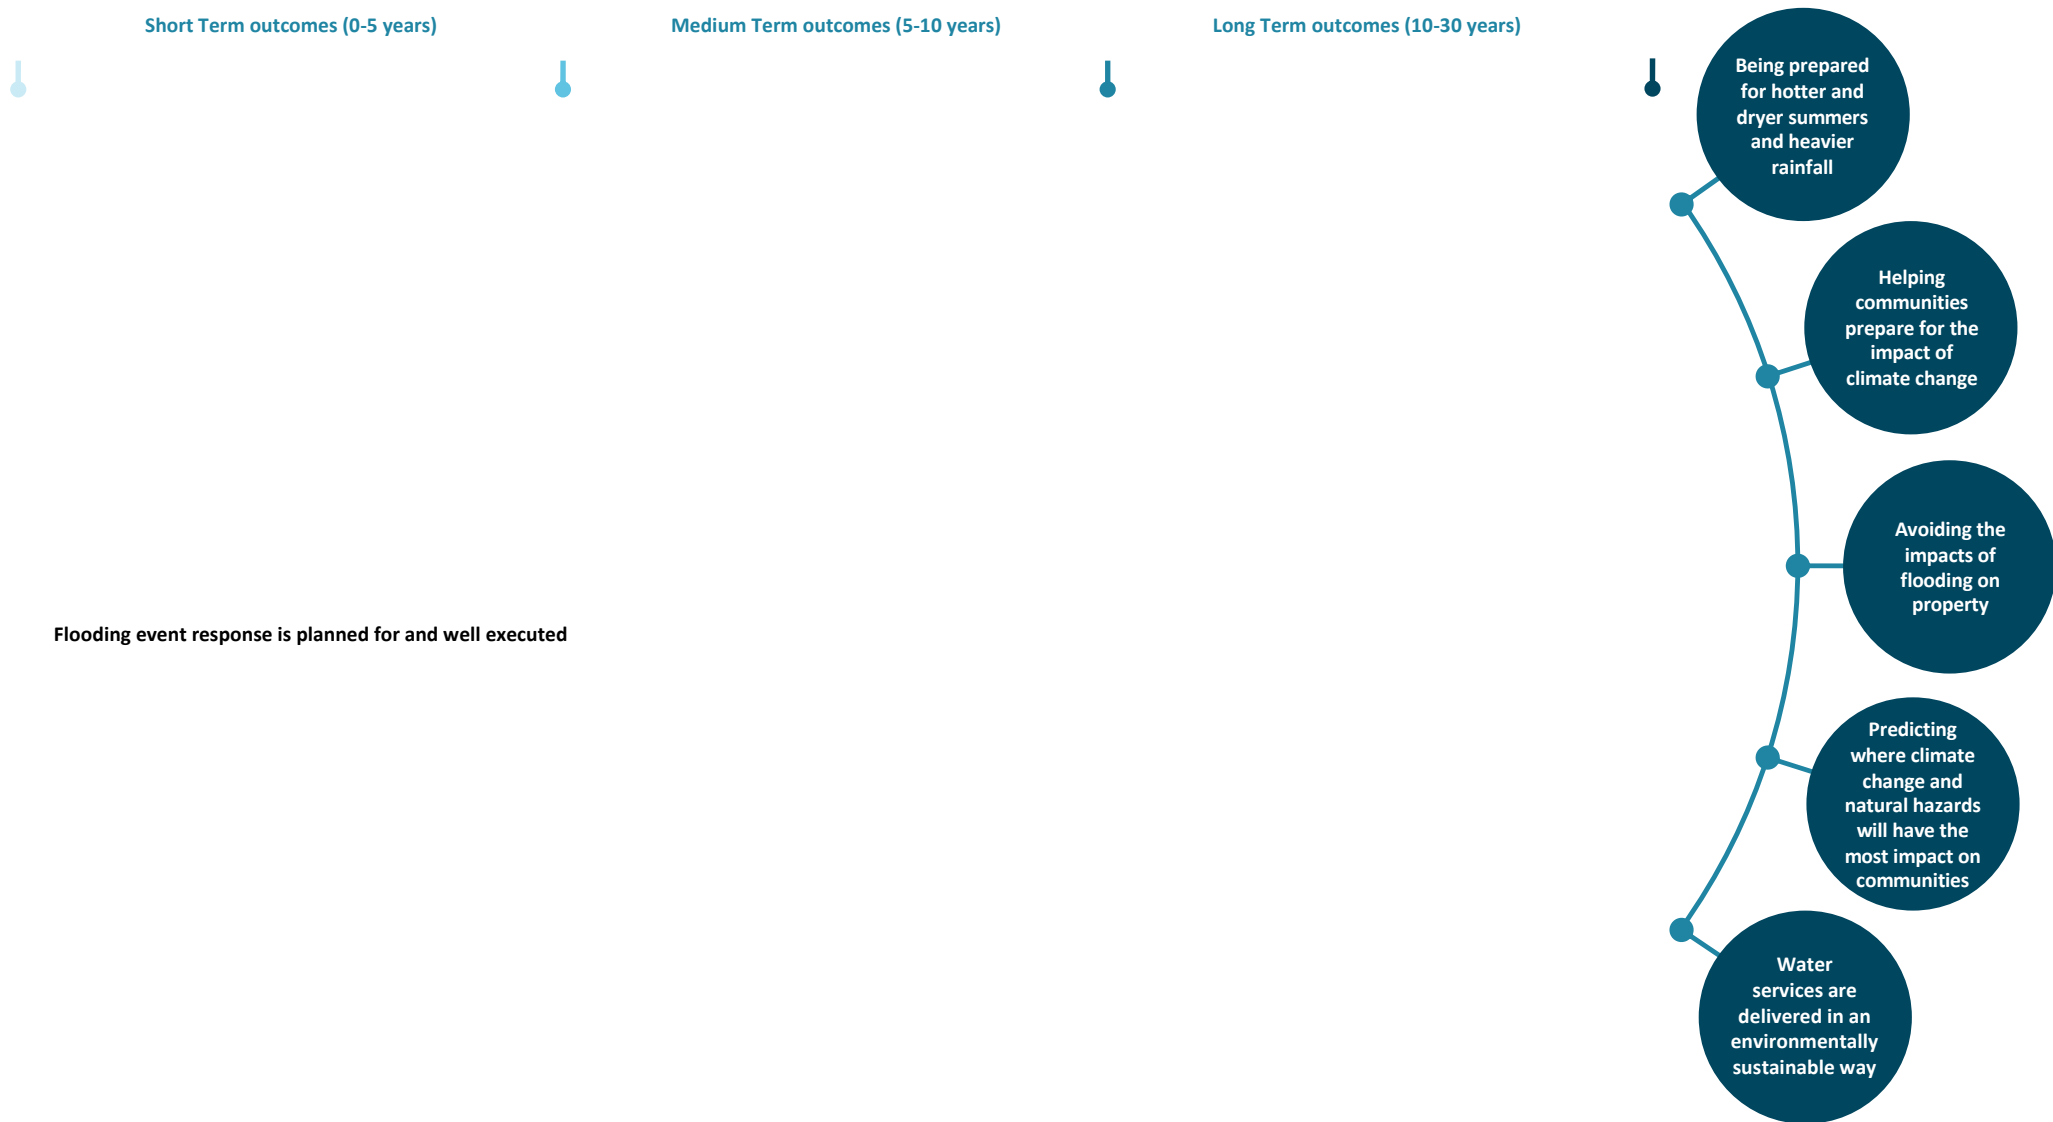 Short Term outcomes (0-5 years)
Medium Term outcomes (5-10 years)
Long Term outcomes (10-30 years)
Being prepared
for hotter and
dryer summers
and heavier
rainfall
Helping
communities
prepare for the
impact of
climate change
Avoiding the
impacts of
flooding on
property
Flooding event response is planned for and well executed
Predicting
where climate
change and
natural hazards
will have the
most impact on
communities
Water
services are
delivered in an
environmentally
sustainable way